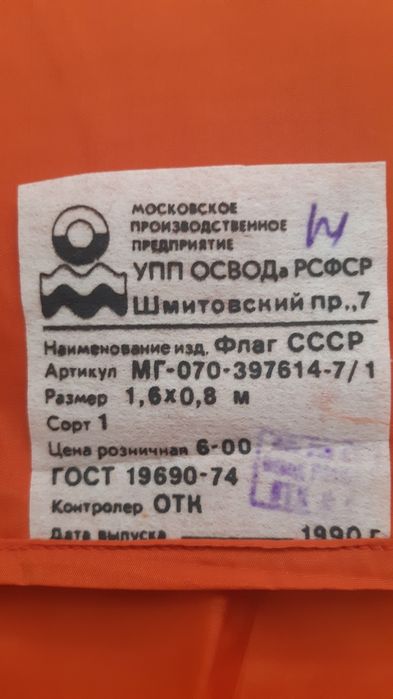 МОСКОВСКОЕ
ПРОИЗВОДСТВЕННОЕ
ПРЕДПРИЯТИЕ
УПП ОСВОДа РСФСР
Шмитовский пр.,7
Наименование изд. Флаг СССР
Артикул МГ-070-397614-7/1
Размер 1,6х0,8 м
Сорт 1
Цена розничная 6-00
ГОСТ 19690-74
Контролер ОТК
Дата выпуска 1990 г.